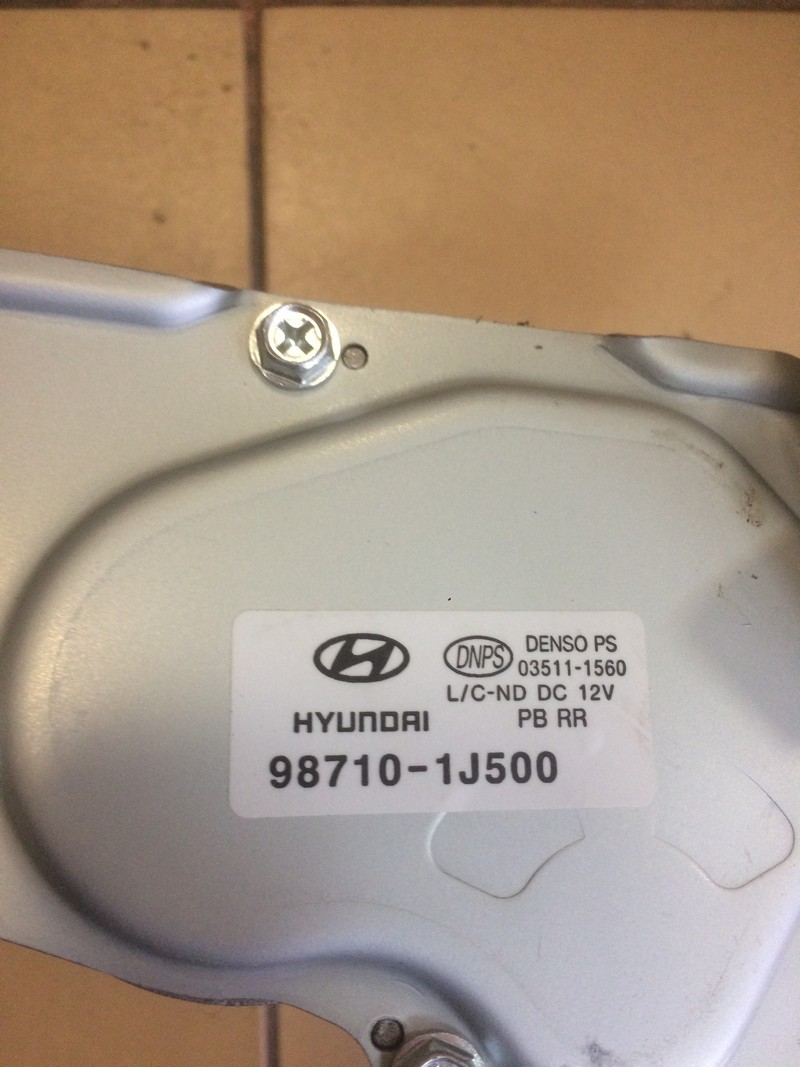 HYUNDAI
DNPS
DENSO PS
03511-1560
L/C-ND DC 12V
PB RR
98710-1J500